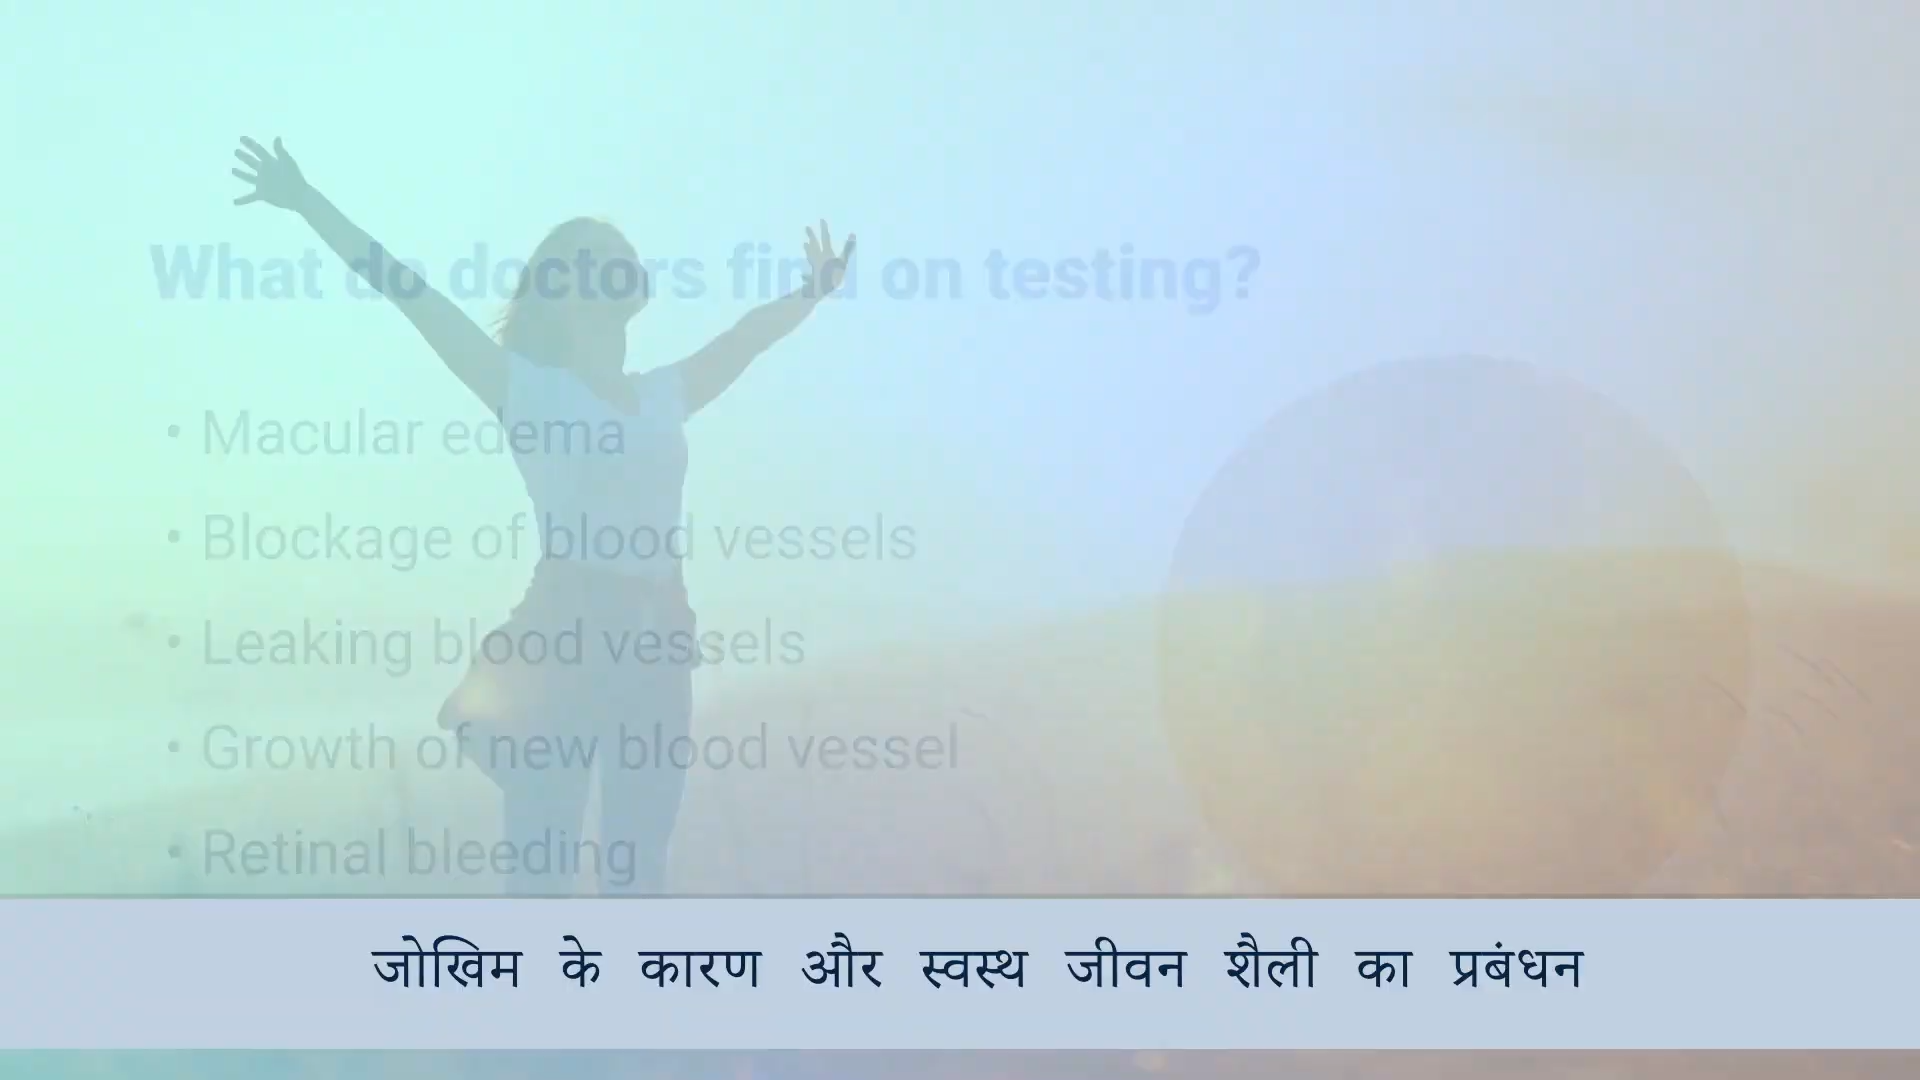 What do doctors find on testing?
• Macular edema
• Blockage of blood vessels
• Leaking blood vessels
• Growth of new blood vessel
• Retinal bleeding
जोखिम के कारण और स्वस्थ जीवन शैली का प्रबंधन